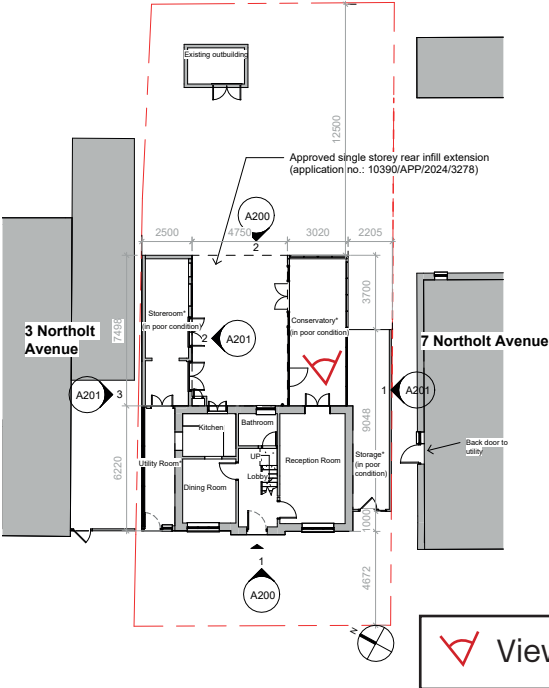 Existing outbuilding
12500
Approved single storey rear infill extension
(application no.: 10390/APP/2024/3278)
A200
2
2500
4750
3020
2205
3700
7498
Storeroom*
(in poor condition)
2
A201
Conservatory*
(in poor condition)
3 Northolt
Avenue
7 Northolt Avenue
A201
3
1
A201
9048
Kitchen
Bathroom
Back door to
utility
6220
Utility Room*
UP
Lobby
Reception Room
Storage*
(in poor
condition)
Dining Room
1000
1
A200
4672
N
View